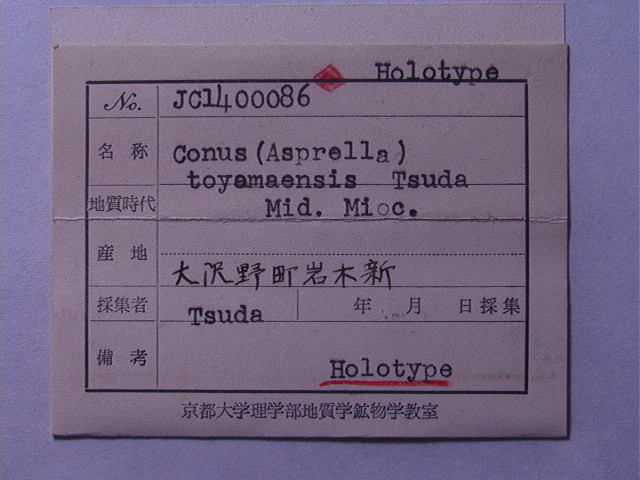 Holotype
No. JC1400086
名称 Conus (Asprella)
toyamaensis Tsuda
地質時代 Mid. Mioc.
産地
大沢野町岩木新
採集者 Tsuda 年 月 日採集
備考 Holotype
京都大学理学部地質学鉱物学教室